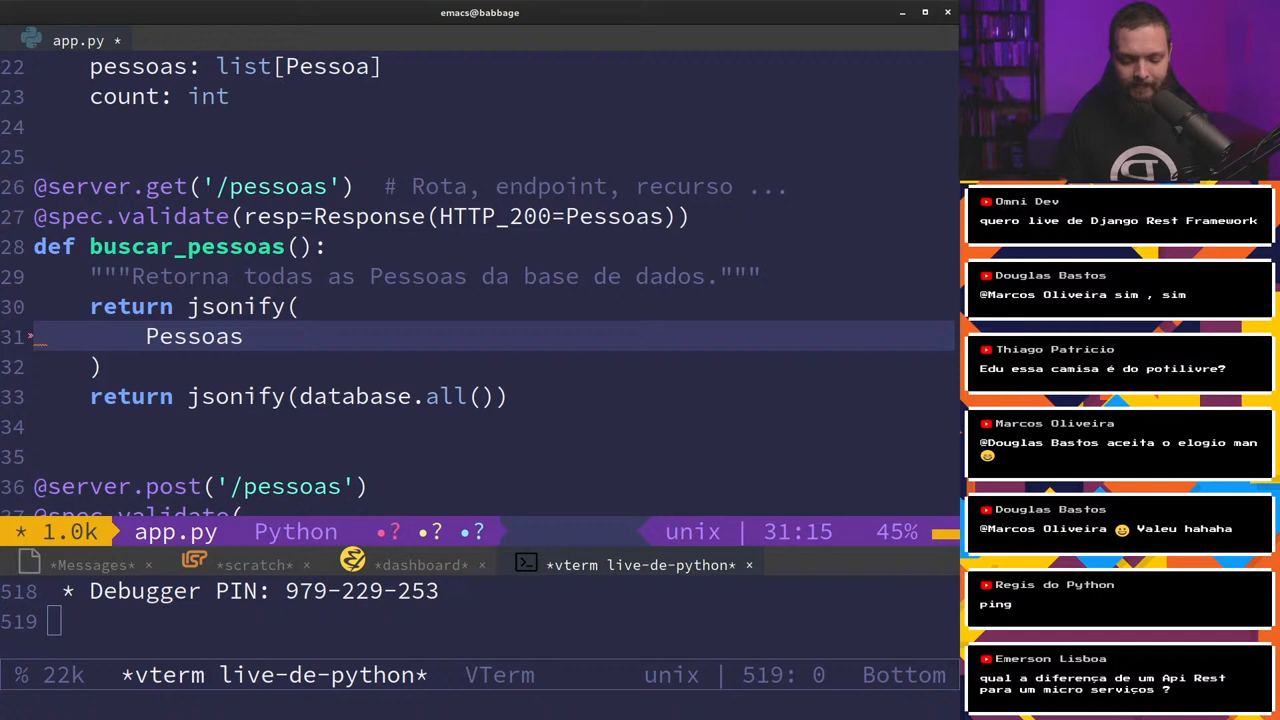 emacs@babbage
app.py *
22 pessoas: list[Pessoa]
23 count: int
24
25
26 @server.get('/pessoas')  # Rota, endpoint, recurso ...
27 @spec.validate(resp=Response(HTTP_200=Pessoas))
28 def buscar_pessoas():
29 """Retorna todas as Pessoas da base de dados."""
30 return jsonify(
31 Pessoas
32 )
33 return jsonify(database.all())
34
35
36 @server.post('/pessoas')
@spec.validate(
* 1.0k app.py Python •? •? •? unix | 31:15 45%
*Messages* × *scratch* × *dashboard* × *vterm live-de-python* ×
518 * Debugger PIN: 979-229-253
519
% 22k *vterm live-de-python* VTerm unix | 519: 0 Bottom
Omni Dev
quero live de Django Rest Framework
Douglas Bastos
@Marcos Oliveira sim , sim
Thiago Patricio
Edu essa camisa é do potilivre?
Marcos Oliveira
@Douglas Bastos aceita o elogio man
😀
Douglas Bastos
@Marcos Oliveira 😀 Valeu hahaha
Regis do Python
ping
Emerson Lisboa
qual a diferença de um Api Rest
para um micro serviços ?